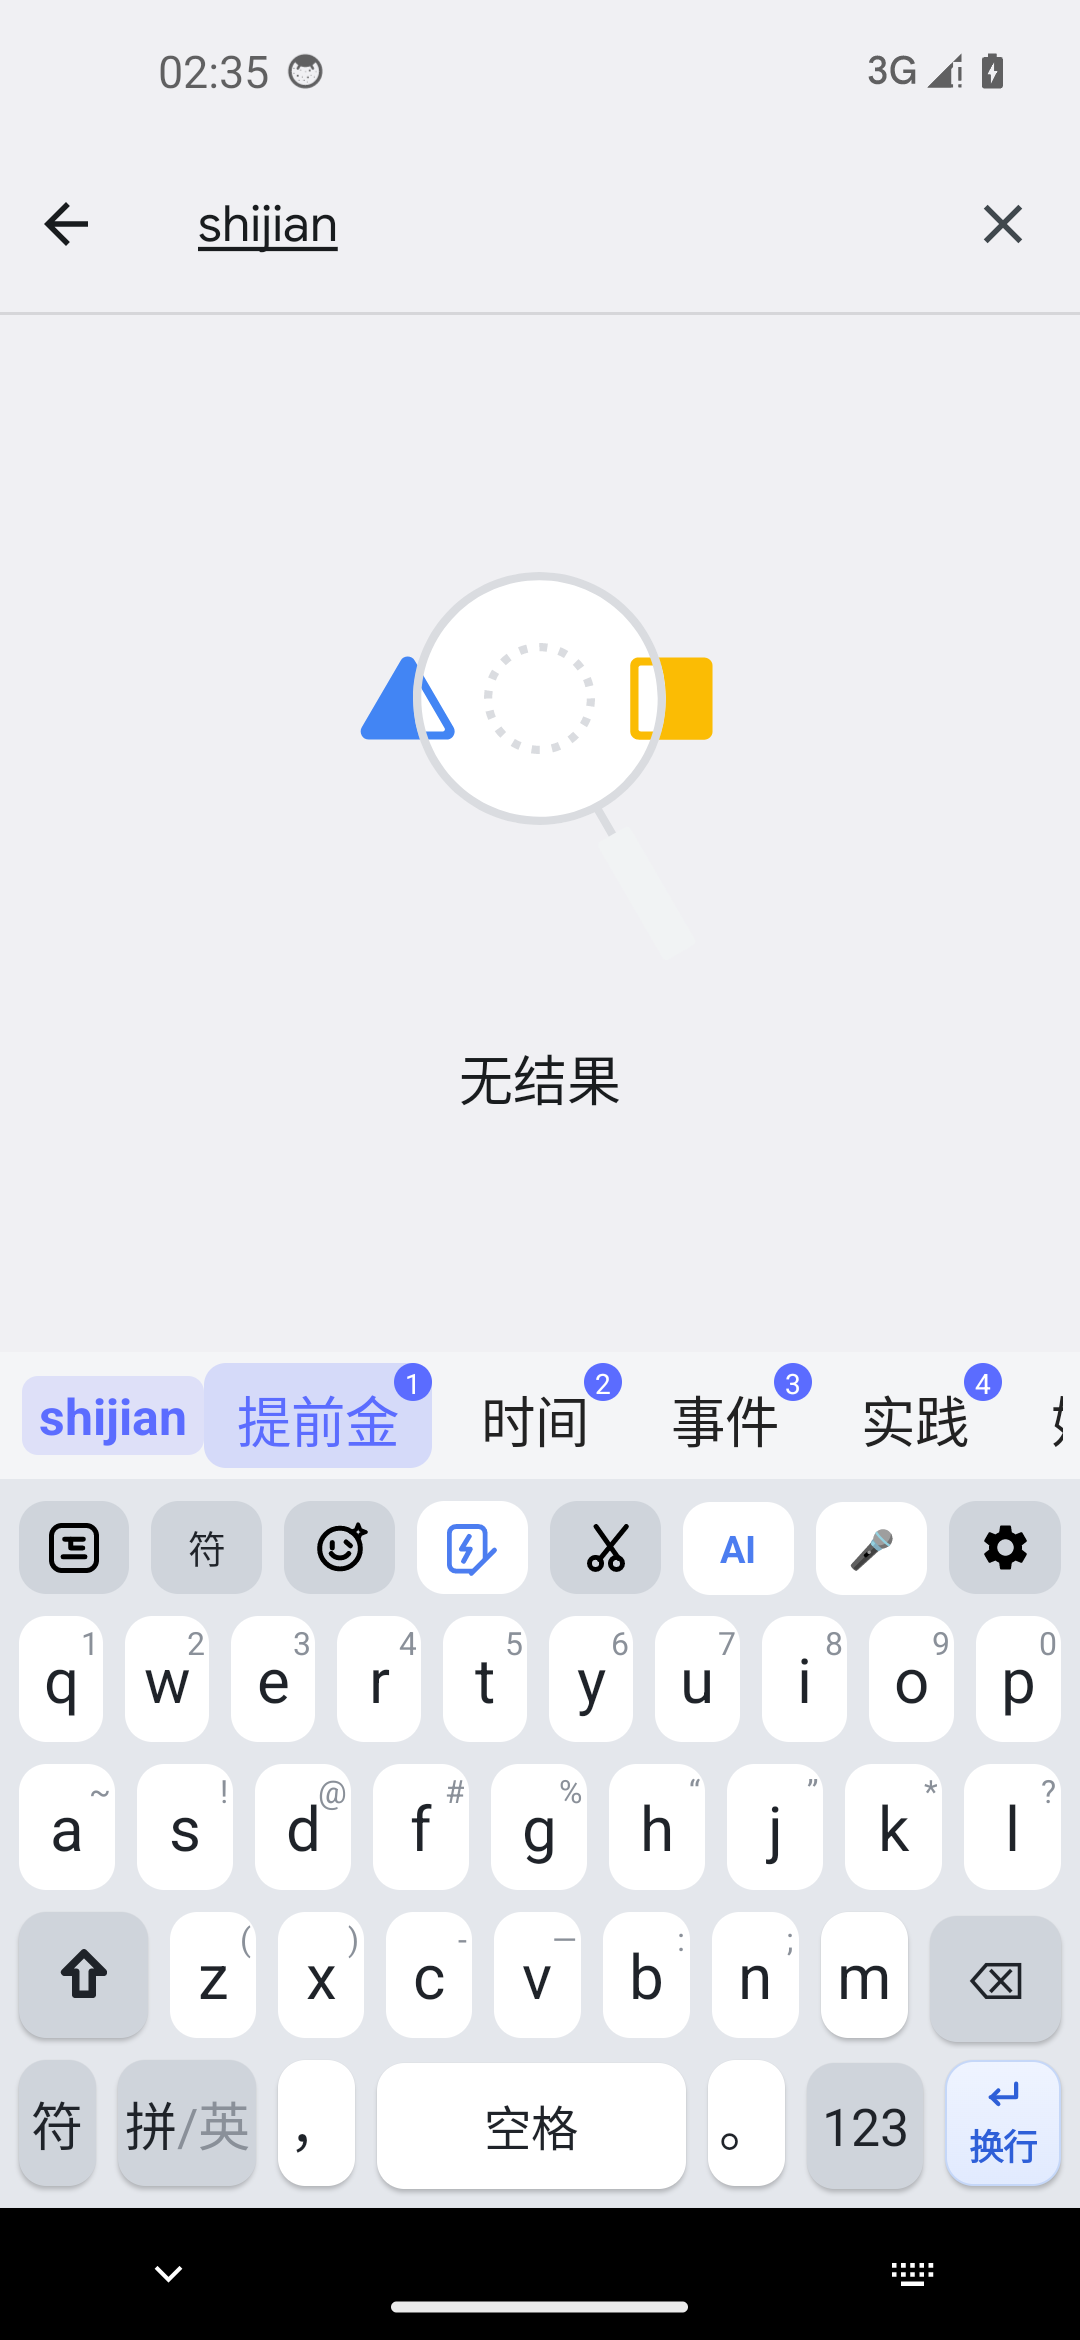 02:35 3G
shijian
无结果
shijian 提前金 1 时间 2 事件 3 实践 4
符 AI
q 1 w 2 e 3 r 4 t 5 y 6 u 7 i 8 o 9 p 0
a ~ s ! d @ f # g % h “ j ” k * l ?
z ( x ) c - v — b : n ; m
符 拼/英 ， 空格 。 123 换行